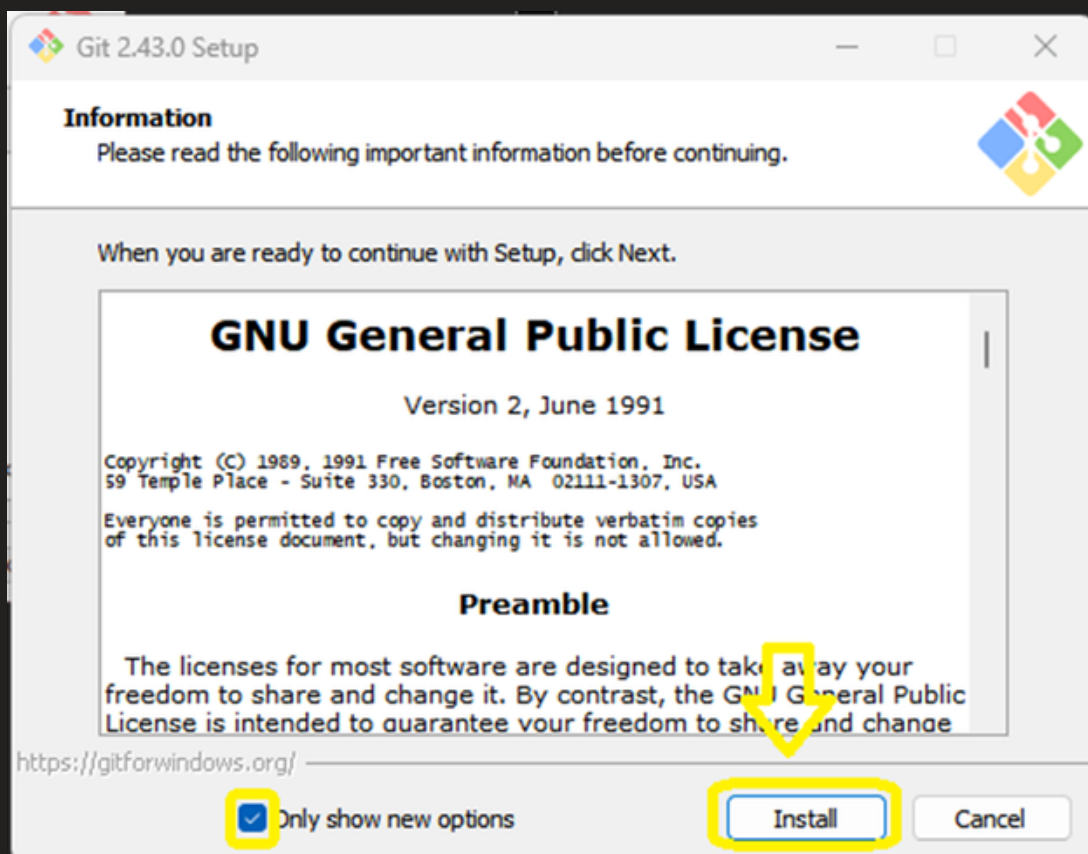 Git 2.43.0 Setup
Information
Please read the following important information before continuing.
When you are ready to continue with Setup, click Next.
GNU General Public License
Version 2, June 1991
Copyright (C) 1989, 1991 Free Software Foundation, Inc.
59 Temple Place - Suite 330, Boston, MA  02111-1307, USA
Everyone is permitted to copy and distribute verbatim copies
of this license document, but changing it is not allowed.
Preamble
The licenses for most software are designed to take away your
freedom to share and change it. By contrast, the GNU General Public
License is intended to guarantee your freedom to share and change
https://gitforwindows.org/
Only show new options
Install
Cancel